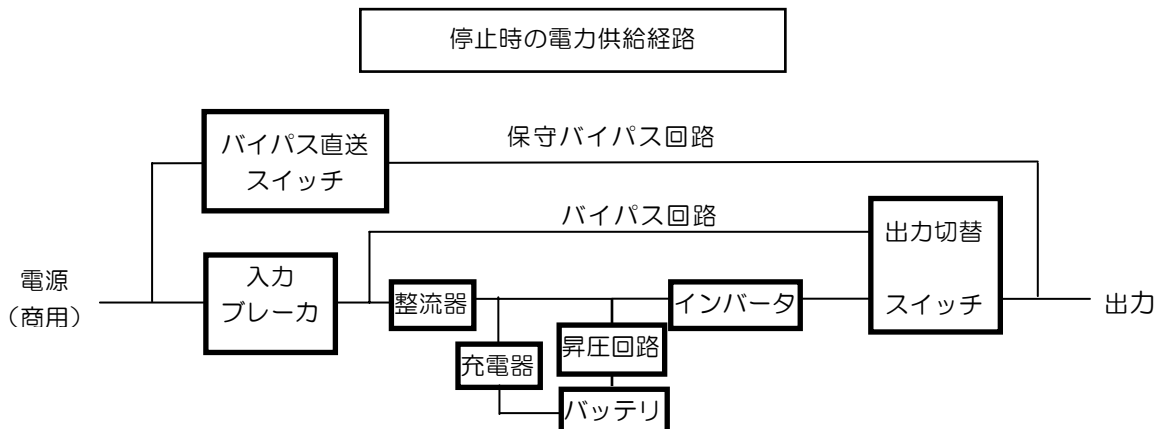 停止時の電力供給経路
バイパス直送
スイッチ
保守バイパス回路
バイパス回路
電源
（商用）
入力
ブレーカ
整流器
充電器
昇圧回路
バッテリ
インバータ
出力切替
スイッチ
出力